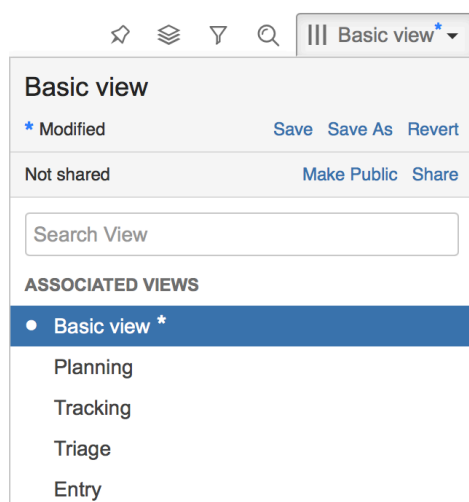 Basic view*
Basic view
* Modified Save Save As Revert
Not shared Make Public Share
Search View
ASSOCIATED VIEWS
Basic view *
Planning
Tracking
Triage
Entry